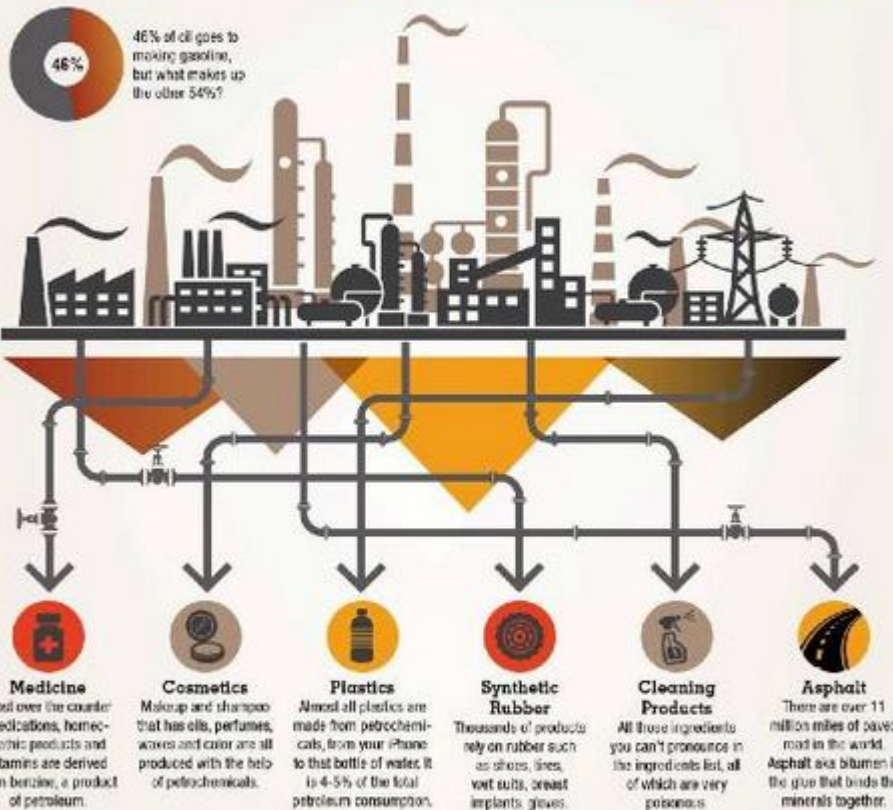 46%
46% of oil goes to
making gasoline,
but what makes up
the other 54%?
Medicine
ost over the counter
edications, homeo-
thic products and
tamins are derived
m benzine, a product
of petroleum.
Cosmetics
Makeup and shampoo
that has oils, perfumes,
waxes and color are all
produced with the help
of petrochemicals.
Plastics
Almost all plastics are
made from petrochemi-
cals, from your iPhone
to that bottle of water. It
is 4-5% of the total
petroleum consumption.
Synthetic
Rubber
Thousands of products
rely on rubber such
as shoes, tires,
wet suits, breast
implants, gloves.
Cleaning
Products
All those ingredients
you can't pronounce in
the ingredients list, all
of which are very
poisonous.
Asphalt
There are over 11
million miles of paved
road in the world.
Asphalt aka bitumen i
the glue that binds th
minerals together.